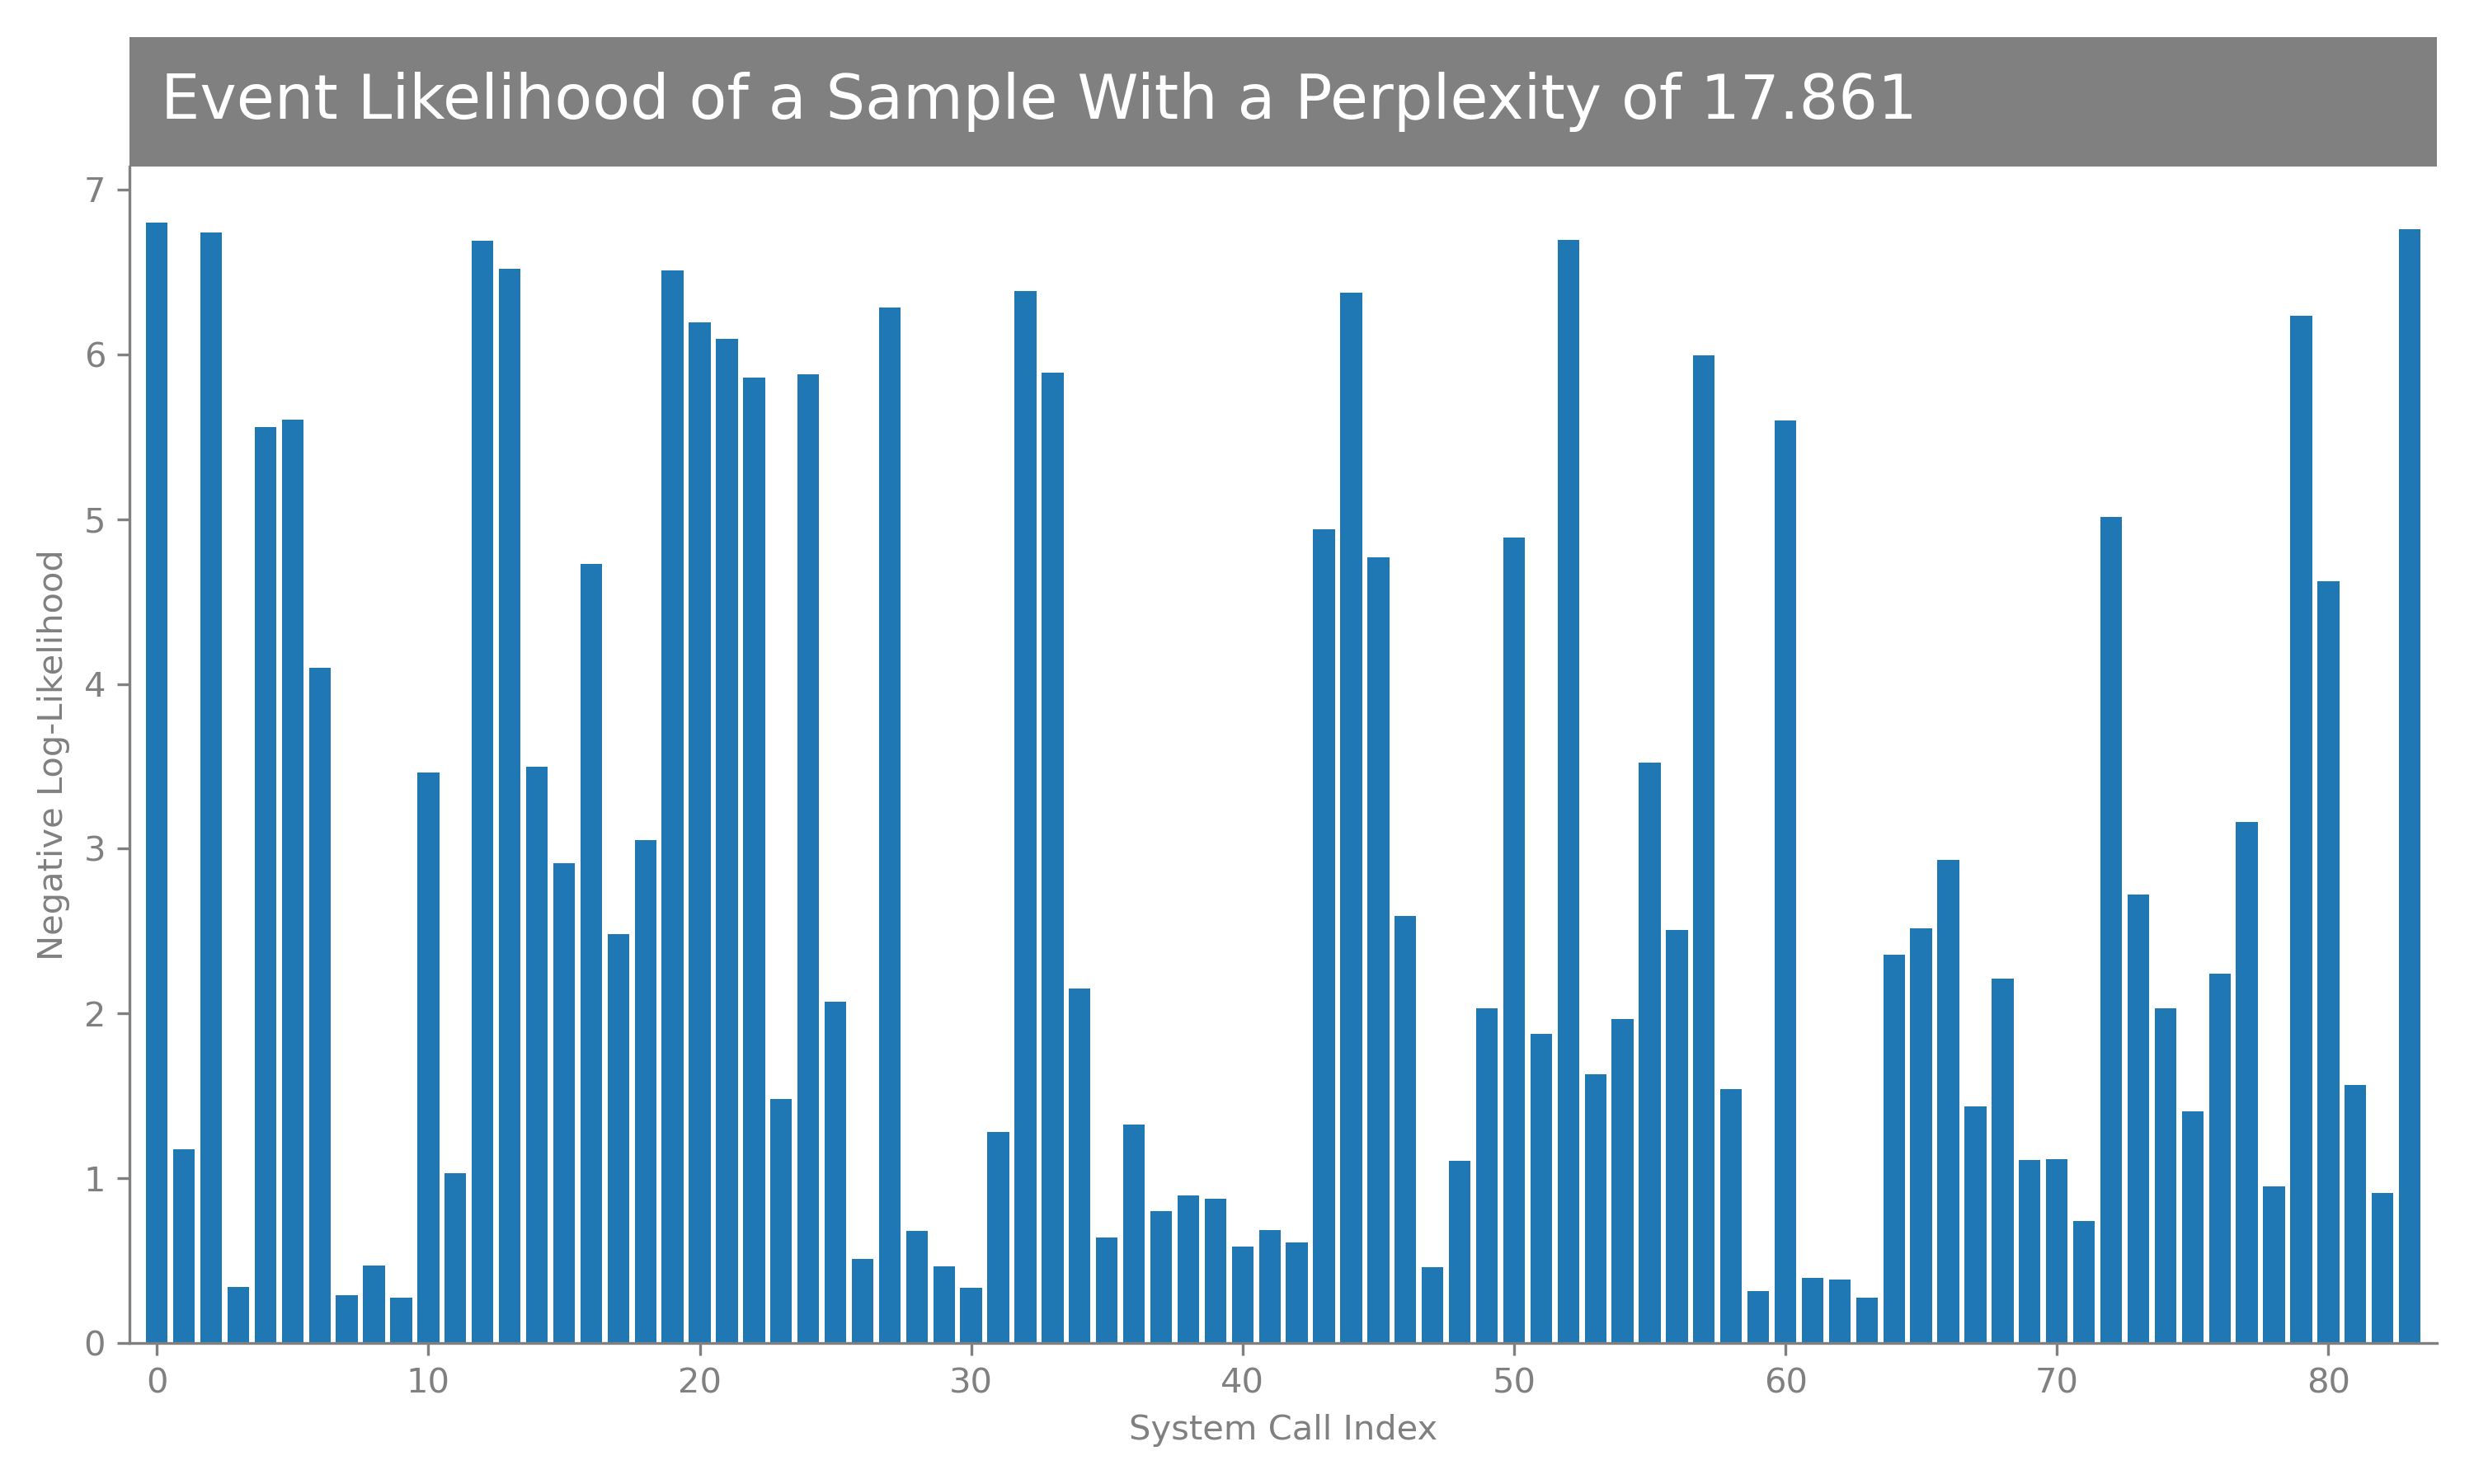 Event Likelihood of a Sample With a Perplexity of 17.861
7
6
5
4
3
2
1
0
Negative Log-Likelihood
0 10 20 30 40 50 60 70 80
System Call Index